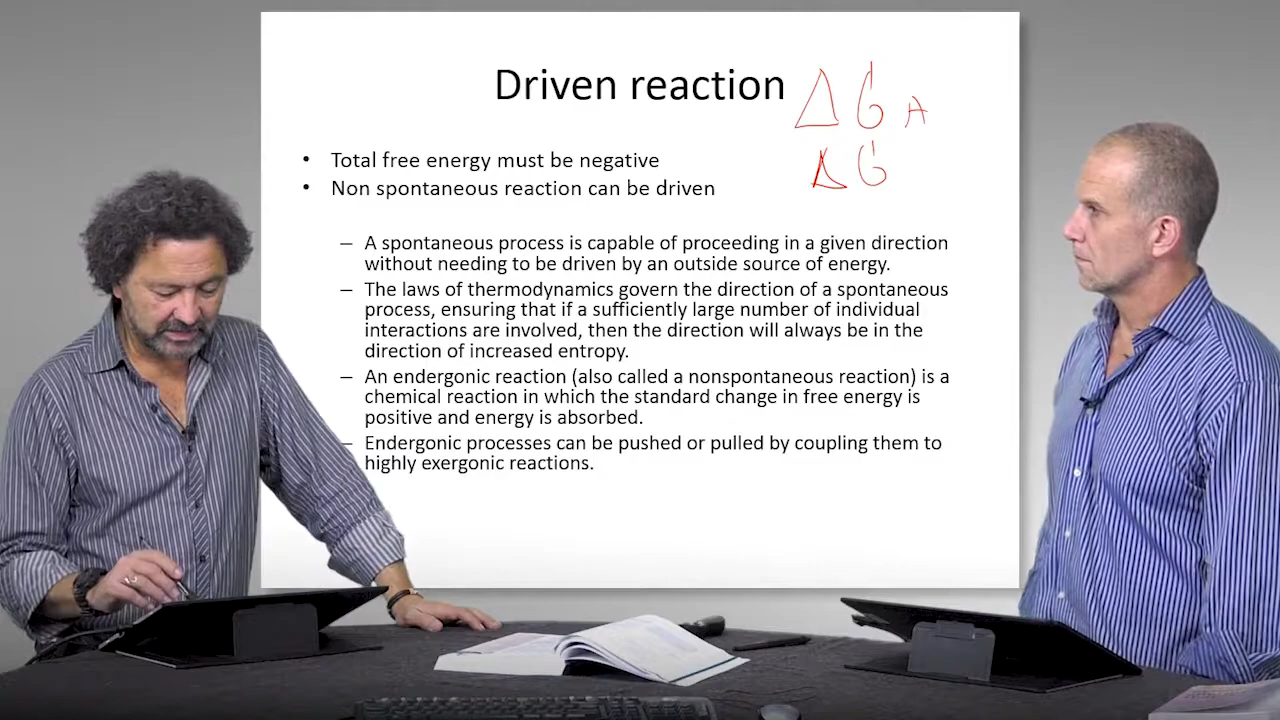 Driven reaction ΔG A
• Total free energy must be negative
ΔG
• Non spontaneous reaction can be driven
– A spontaneous process is capable of proceeding in a given direction
without needing to be driven by an outside source of energy.
– The laws of thermodynamics govern the direction of a spontaneous
process, ensuring that if a sufficiently large number of individual
interactions are involved, then the direction will always be in the
direction of increased entropy.
– An endergonic reaction (also called a nonspontaneous reaction) is a
chemical reaction in which the standard change in free energy is
positive and energy is absorbed.
– Endergonic processes can be pushed or pulled by coupling them to
highly exergonic reactions.